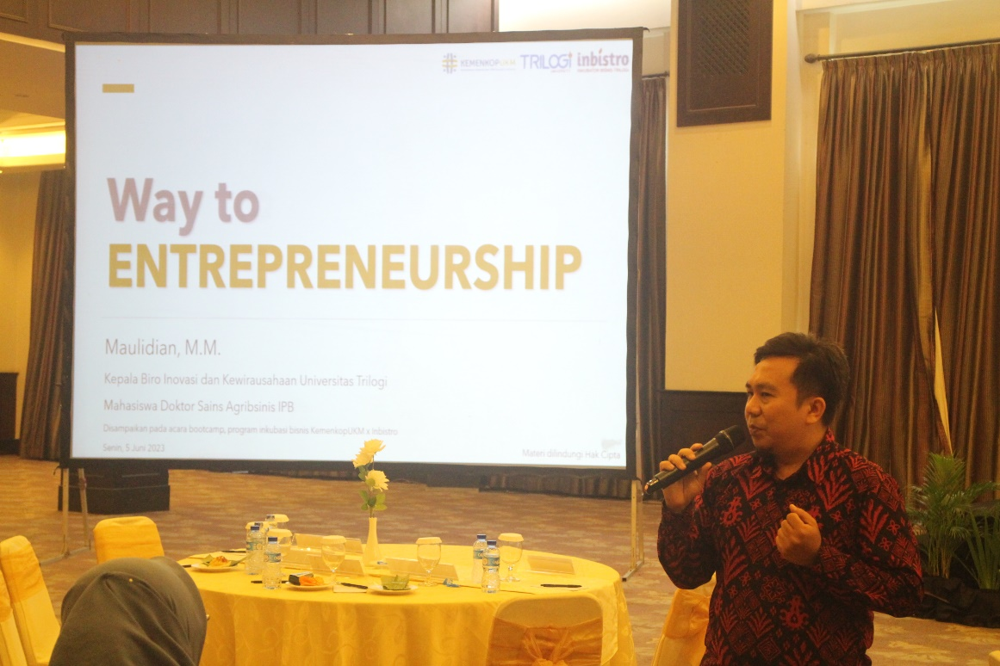 KEMENKOPUKM TRILOGI inbistro
Way to
ENTREPRENEURSHIP
Maulidian, M.M.
Kepala Biro Inovasi dan Kewirausahaan Universitas Trilogi
Mahasiswa Doktor Sains Agribsinis IPB
Disampaikan pada acara bootcamp, program inkubasi bisnis KemenkopUKM x Inbistro
Senin, 5 Juni 2023
Materi dilindungi Hak Cipta